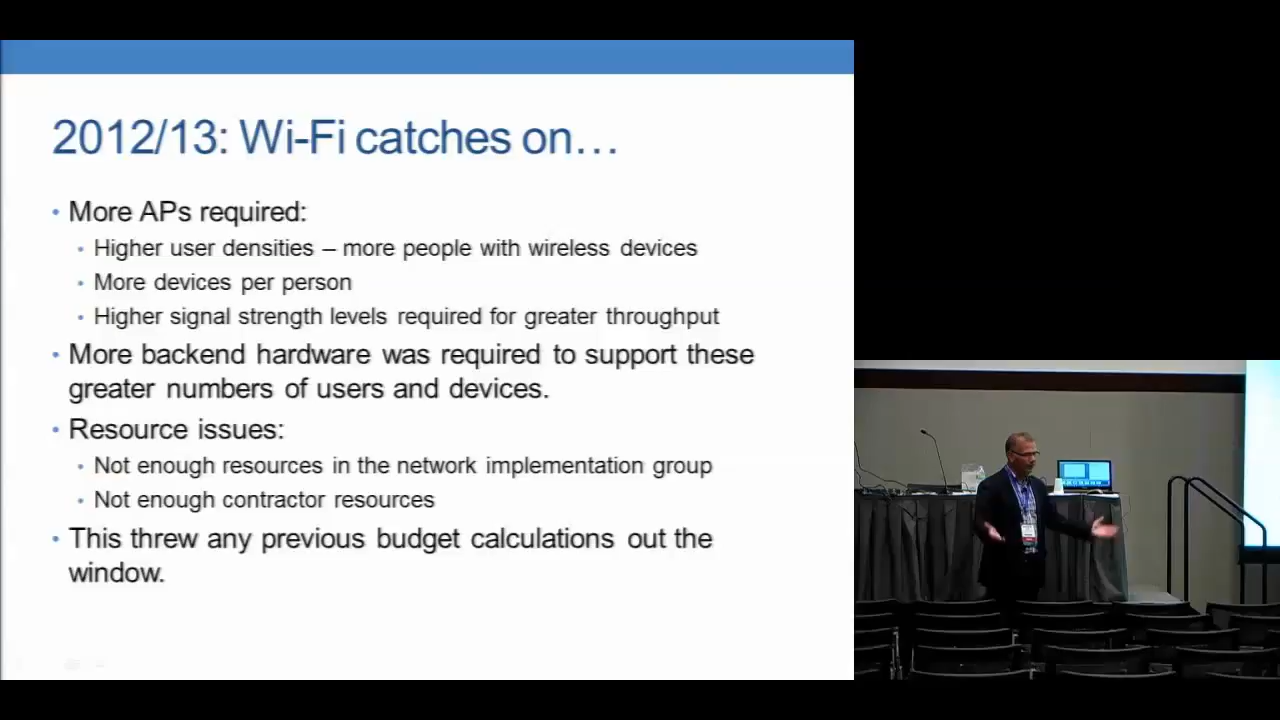 2012/13: Wi-Fi catches on…
• More APs required:
• Higher user densities – more people with wireless devices
• More devices per person
• Higher signal strength levels required for greater throughput
• More backend hardware was required to support these
greater numbers of users and devices.
• Resource issues:
• Not enough resources in the network implementation group
• Not enough contractor resources
• This threw any previous budget calculations out the
window.